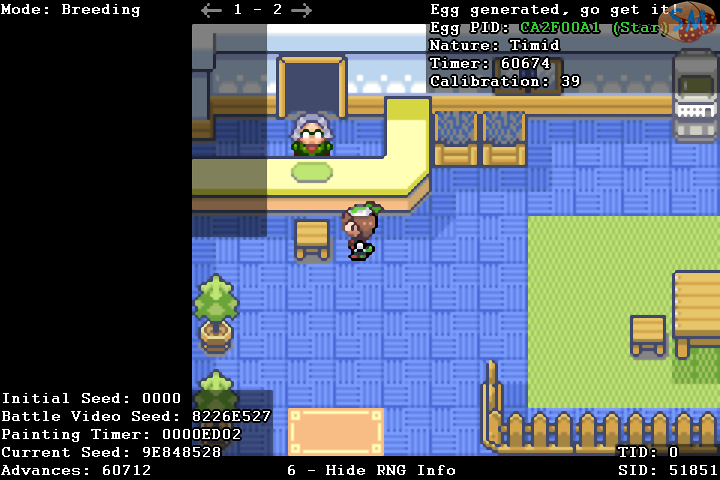 Mode: Breeding
← 1 - 2 →
Egg generated, go get it!
Egg PID: CA2F00A1 (Star)
Nature: Timid
Timer: 60674
Calibration: 39
SM
Initial Seed: 0000
Battle Video Seed: 8226E527
Painting Timer: 0000ED02
Current Seed: 9E848528
Advances: 60712
6 - Hide RNG Info
TID: 0
SID: 51851